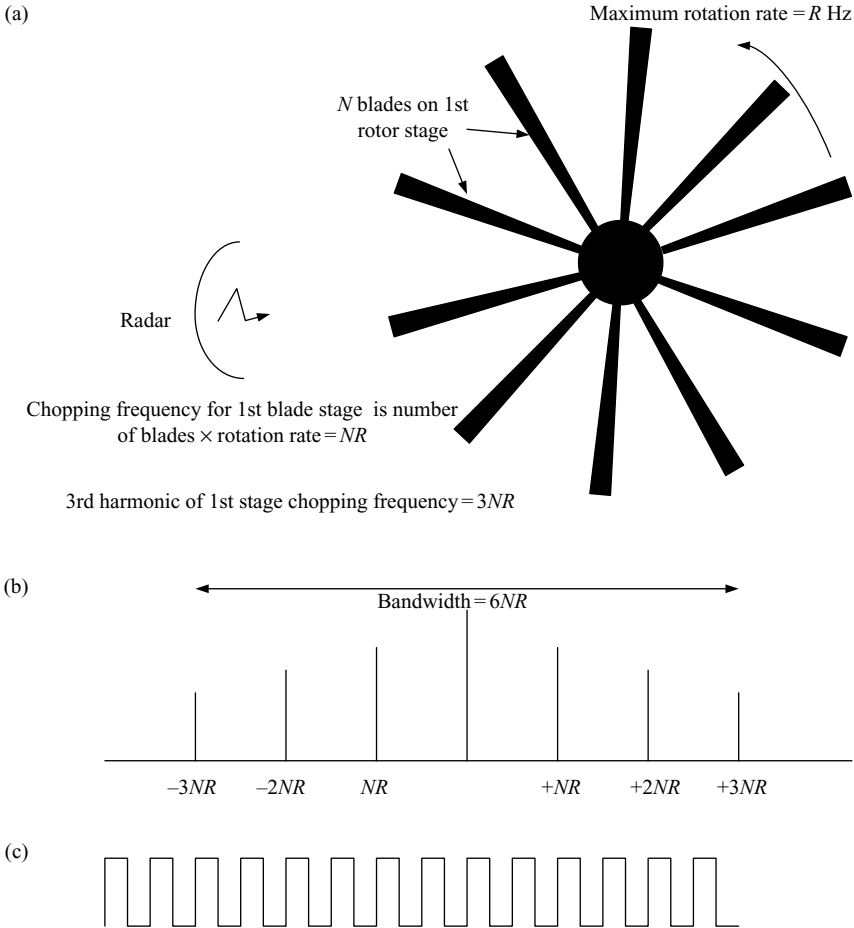 (a)
Maximum rotation rate = R Hz
N blades on 1st
rotor stage
Radar
Chopping frequency for 1st blade stage is number
of blades × rotation rate = NR
3rd harmonic of 1st stage chopping frequency = 3NR
(b)
Bandwidth = 6NR
–3NR –2NR NR +NR +2NR +3NR
(c)